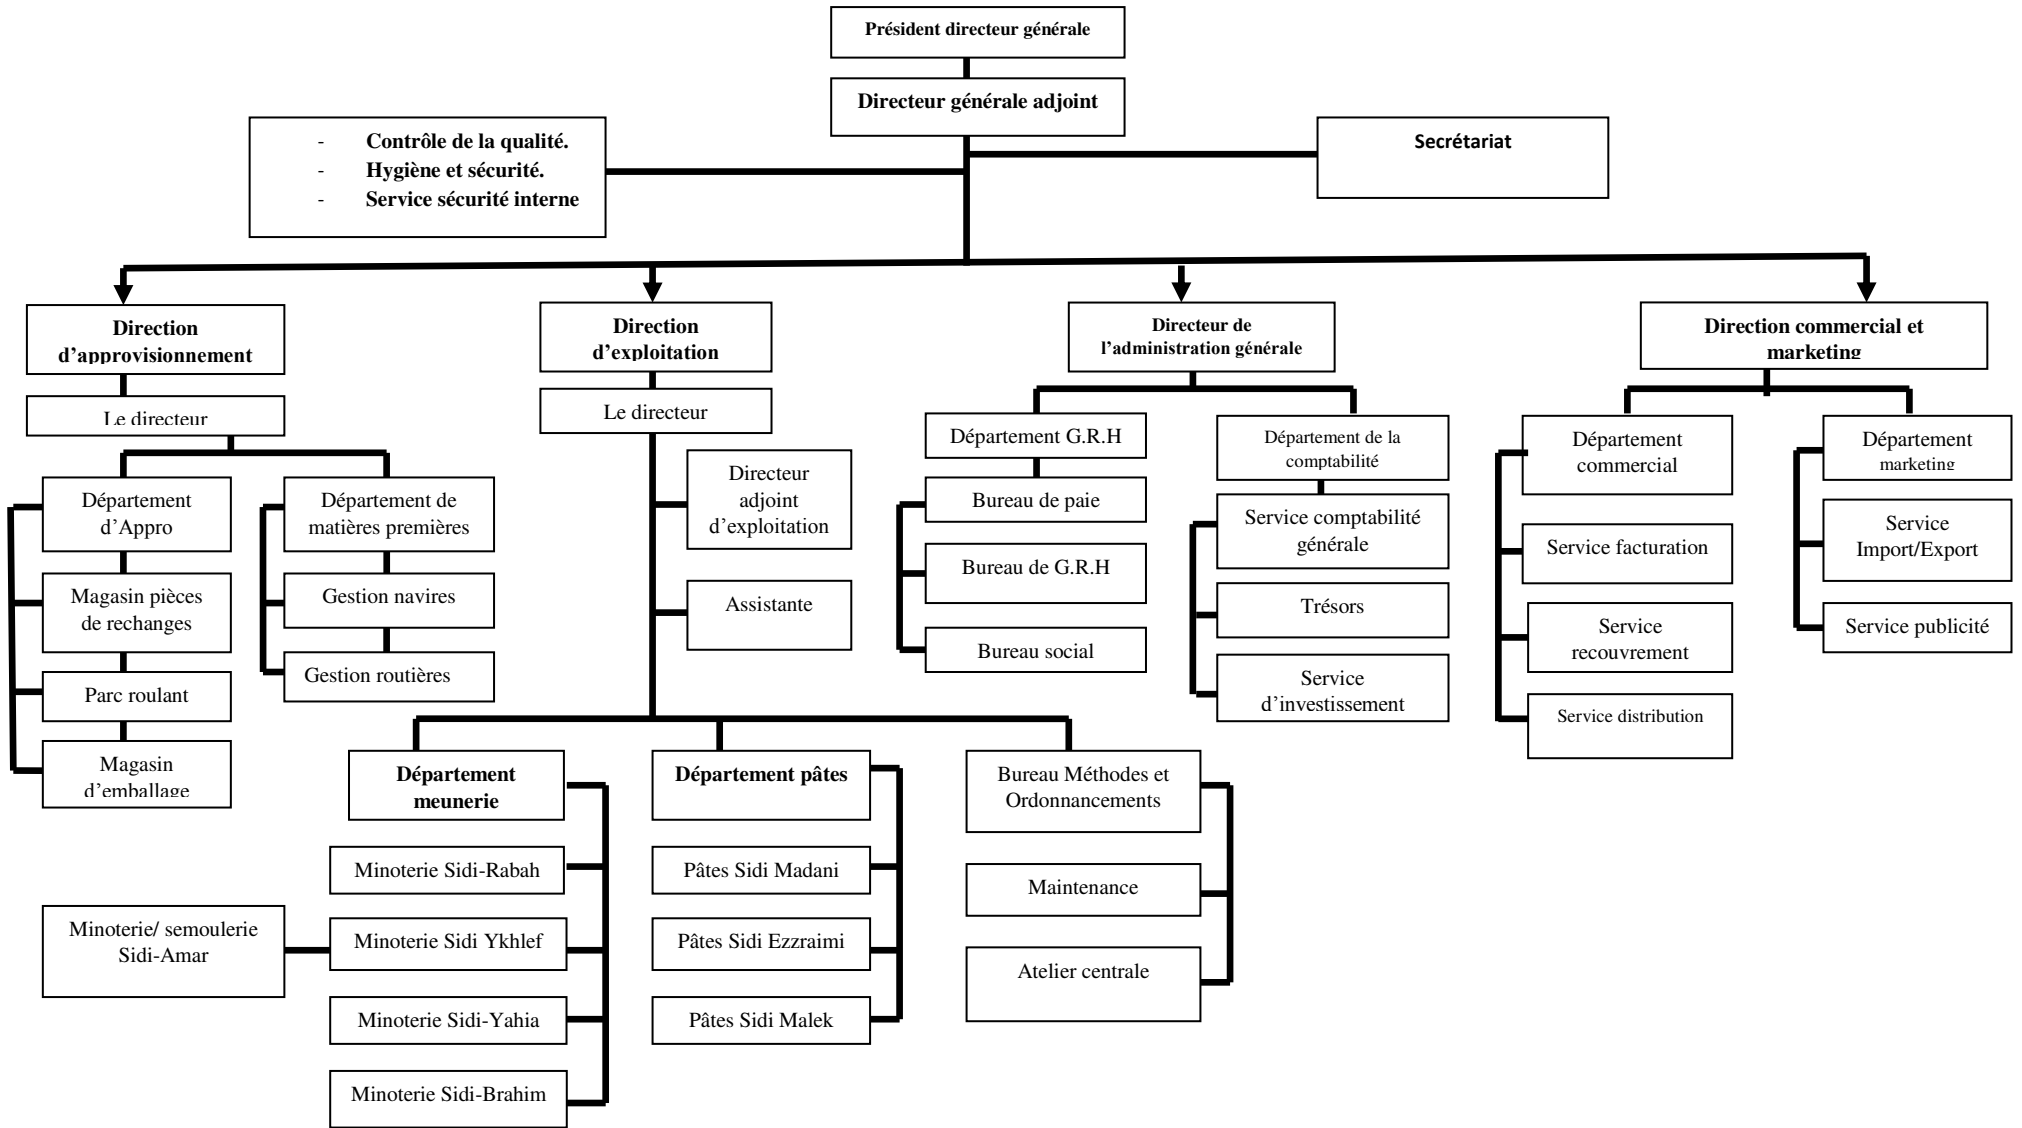 Président directeur générale
Directeur générale adjoint
- Contrôle de la qualité.
- Hygiène et sécurité.
- Service sécurité interne
Secrétariat
Direction
d’approvisionnement
Direction
d’exploitation
Directeur de
l’administration générale
Direction commercial et
marketing
Le directeur
Le directeur
Département G.R.H
Département de la
comptabilité
Département
commercial
Département
marketing
Directeur
adjoint
d’exploitation
Département
d’Appro
Département de
matières premières
Bureau de paie
Service comptabilité
générale
Service facturation
Service
Import/Export
Magasin pièces
de rechanges
Gestion navires
Assistante
Bureau de G.R.H
Trésors
Service
recouvrement
Service publicité
Parc roulant
Gestion routières
Bureau social
Service
d’investissement
Service distribution
Magasin
d’emballage
Département
meunerie
Département pâtes
Bureau Méthodes et
Ordonnancements
Minoterie Sidi-Rabah
Pâtes Sidi Madani
Maintenance
Minoterie/ semoulerie
Sidi-Amar
Minoterie Sidi Ykhlef
Pâtes Sidi Ezzraimi
Atelier centrale
Minoterie Sidi-Yahia
Pâtes Sidi Malek
Minoterie Sidi-Brahim